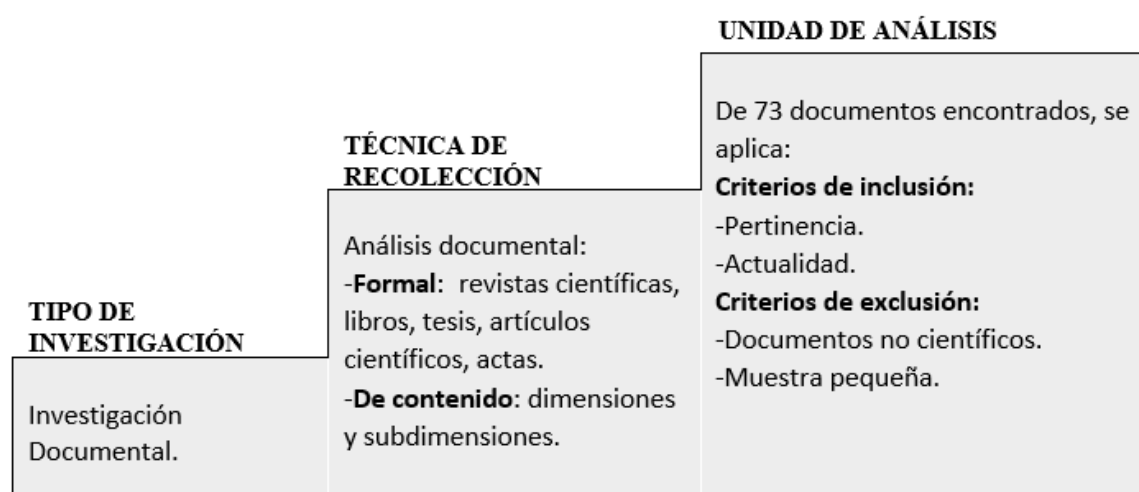 TIPO DE
INVESTIGACIÓN
Investigación
Documental.
TÉCNICA DE
RECOLECCIÓN
Análisis documental:
-Formal:  revistas científicas,
libros, tesis, artículos
científicos, actas.
-De contenido: dimensiones
y subdimensiones.
UNIDAD DE ANÁLISIS
De 73 documentos encontrados, se
aplica:
Criterios de inclusión:
-Pertinencia.
-Actualidad.
Criterios de exclusión:
-Documentos no científicos.
-Muestra pequeña.